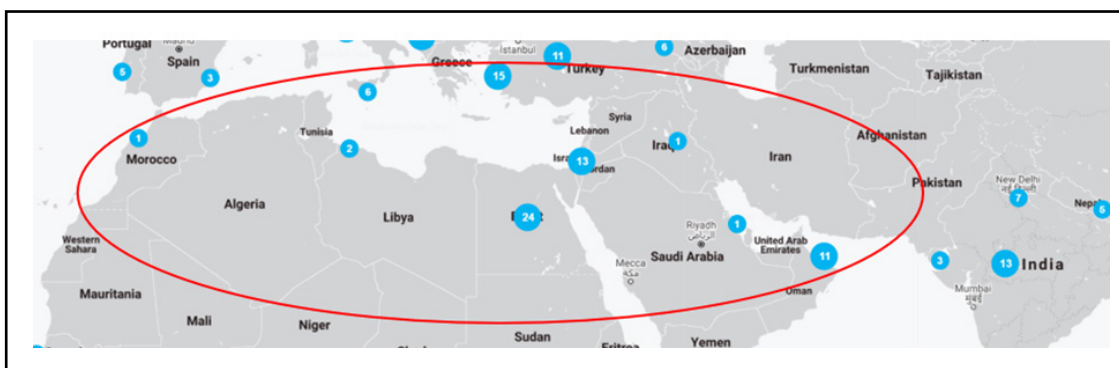 Portugal
Madrid
Spain
5
3
6
Greece
Istanbul
15
11
Turkey
6
Azerbaijan
Turkmenistan
Tajikistan
Tunisia
2
1
Morocco
Syria
Lebanon
13
Iraq
1
Iran
Afghanistan
Pakistan
New Delhi
7
5
Algeria
Libya
24
Western
Sahara
Riyadh
الرياض
1
Saudi Arabia
United Arab
Emirates
11
3
13
India
Mecca
مكة
Oman
Mumbai
मुंबई
Mauritania
Mali
Niger
Sudan
Yemen